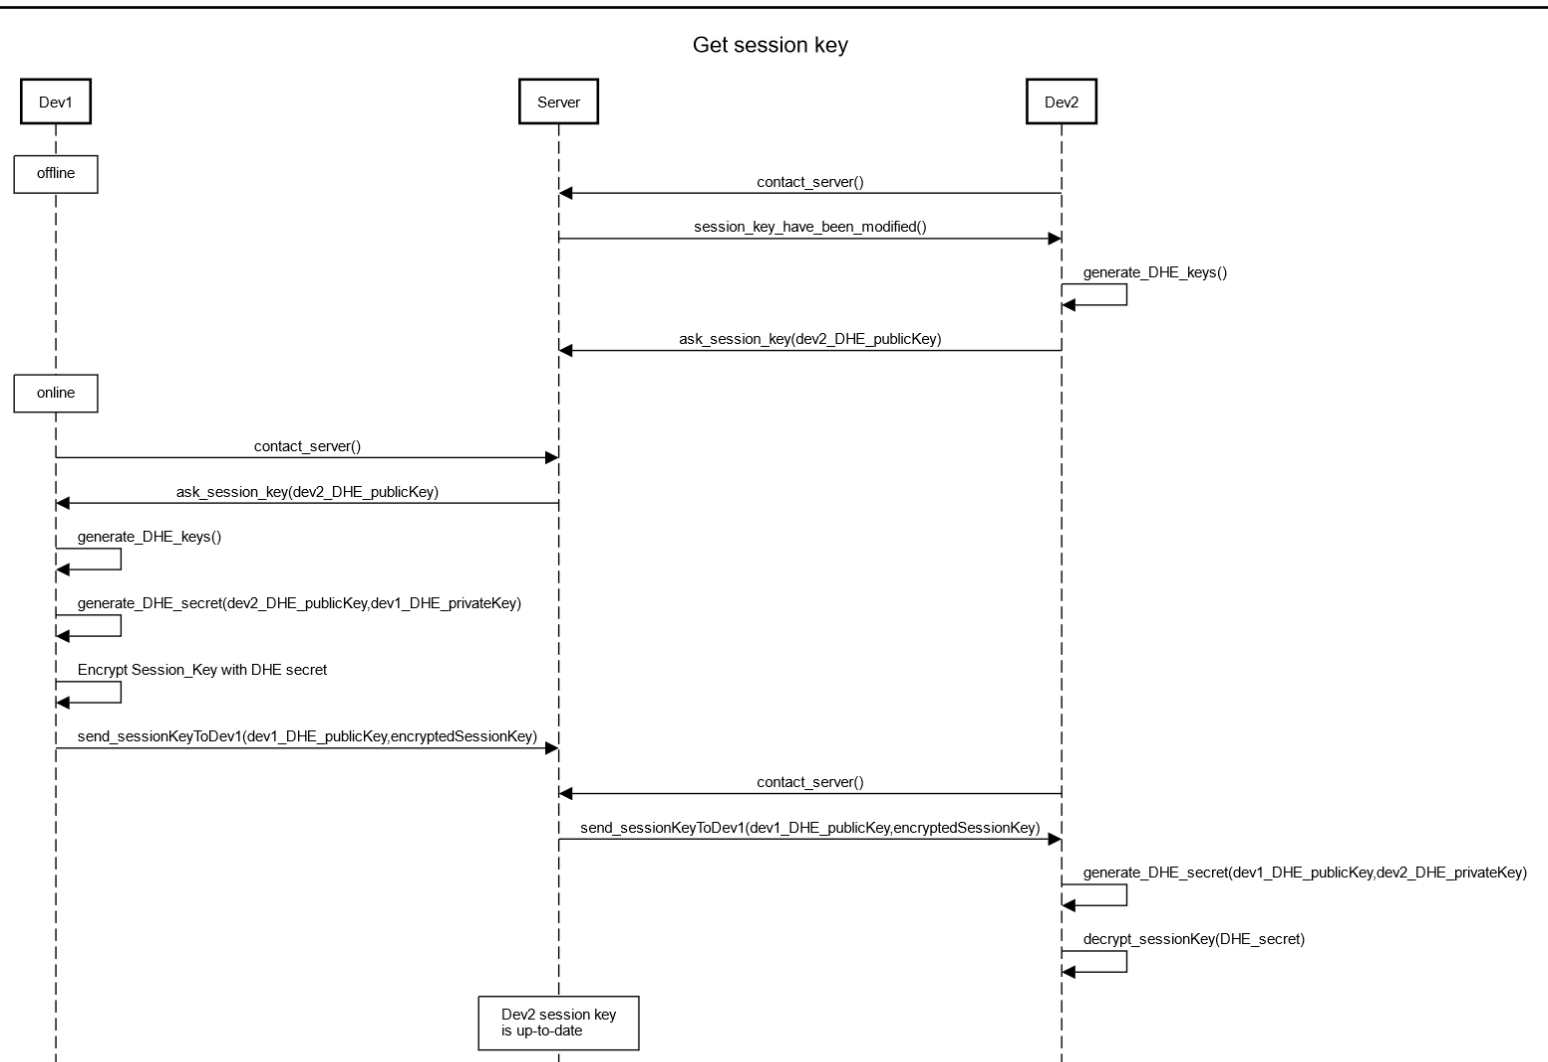 Get session key
Dev1
Server
Dev2
offline
contact_server()
session_key_have_been_modified()
generate_DHE_keys()
ask_session_key(dev2_DHE_publicKey)
online
contact_server()
ask_session_key(dev2_DHE_publicKey)
generate_DHE_keys()
generate_DHE_secret(dev2_DHE_publicKey,dev1_DHE_privateKey)
Encrypt Session_Key with DHE secret
send_sessionKeyToDev1(dev1_DHE_publicKey,encryptedSessionKey)
contact_server()
send_sessionKeyToDev1(dev1_DHE_publicKey,encryptedSessionKey)
generate_DHE_secret(dev1_DHE_publicKey,dev2_DHE_privateKey)
decrypt_sessionKey(DHE_secret)
Dev2 session key
is up-to-date